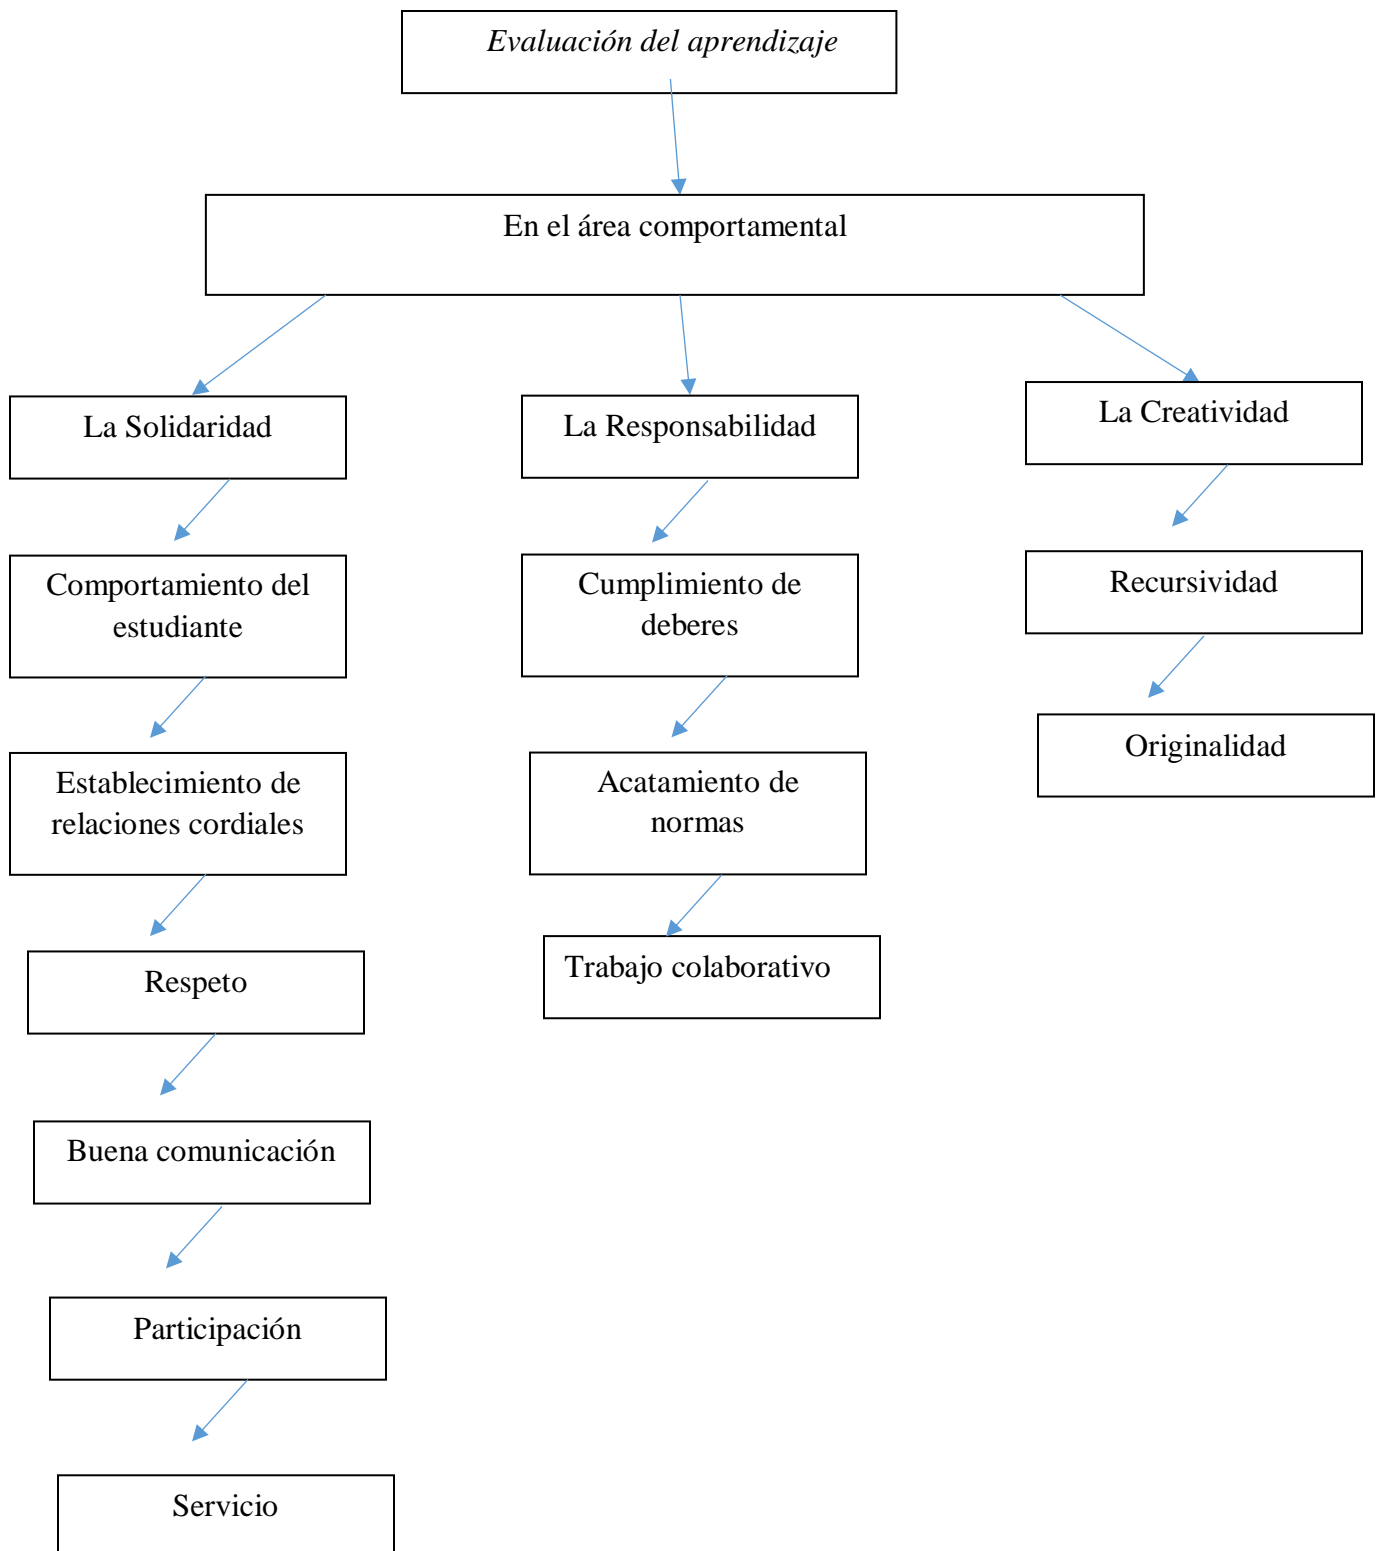 Evaluación del aprendizaje
En el área comportamental
La Solidaridad
La Responsabilidad
La Creatividad
Comportamiento del
estudiante
Cumplimiento de
deberes
Recursividad
Establecimiento de
relaciones cordiales
Acatamiento de
normas
Originalidad
Respeto
Trabajo colaborativo
Buena comunicación
Participación
Servicio